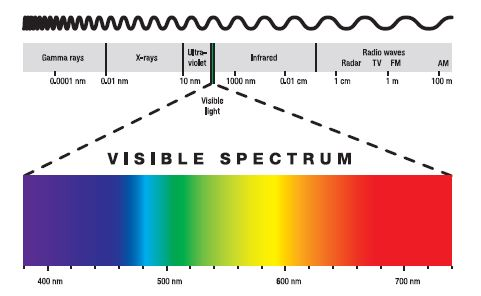 Gamma rays X-rays Ultra-violet Infrared Radio waves
Radar TV FM AM
0.0001 nm 0.01 nm 10 nm 1000 nm 0.01 cm 1 cm 1 m 100 m
Visible
light
VISIBLE SPECTRUM
400 nm 500 nm 600 nm 700 nm